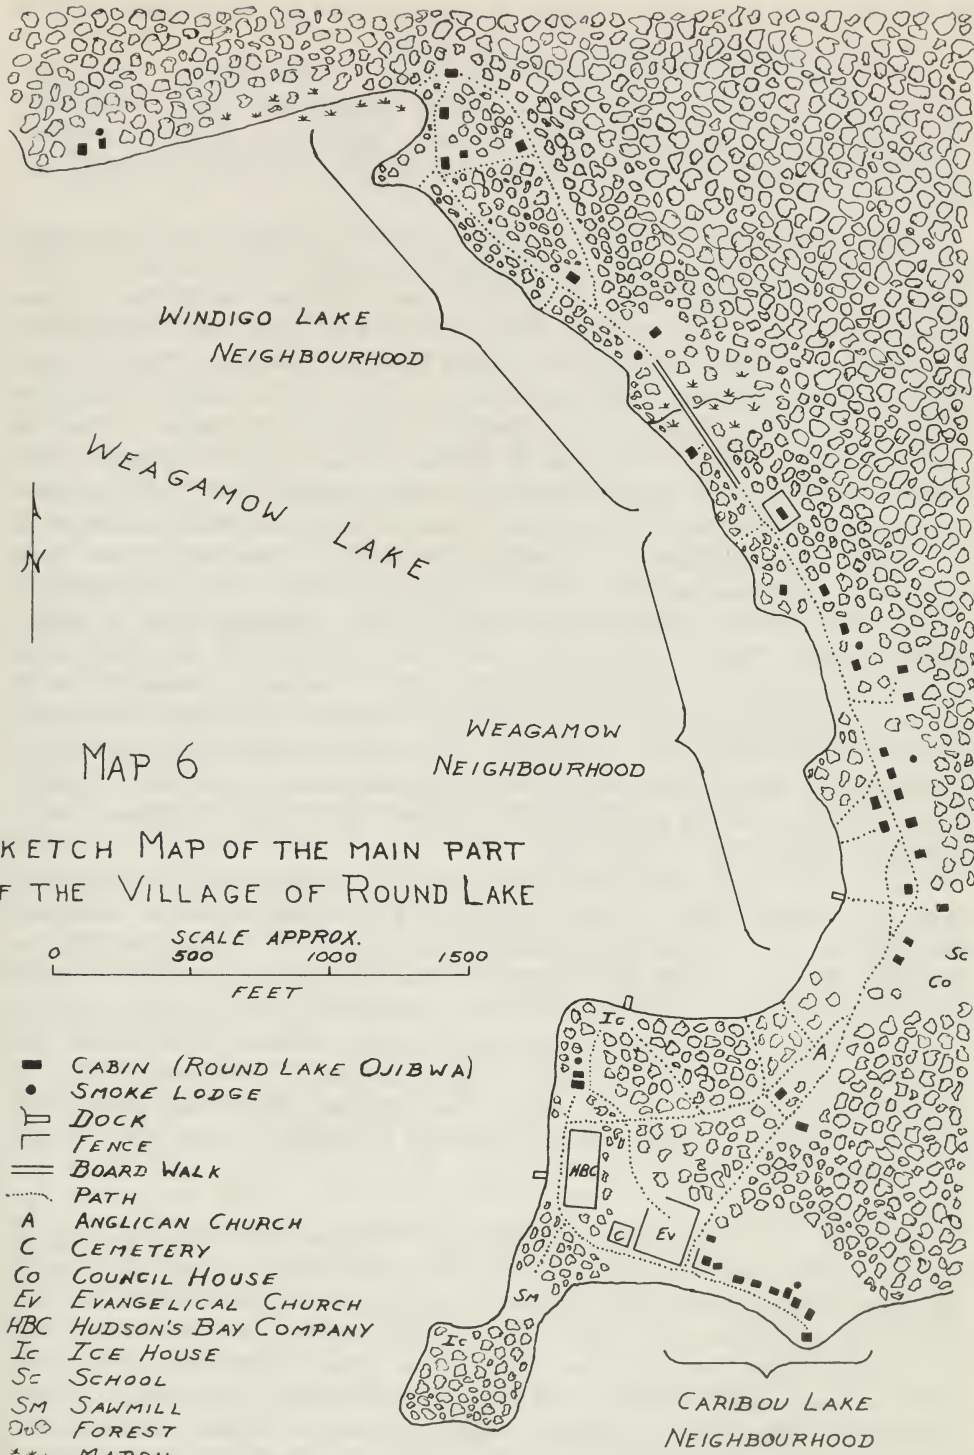 WINDIGO LAKE
NEIGHBOURHOOD
WEAGAMOW LAKE
N
WEAGAMOW
NEIGHBOURHOOD
MAP 6
KETCH MAP OF THE MAIN PART
F THE VILLAGE OF ROUND LAKE
SCALE APPROX.
0 500 1000 1500
FEET
Sc
Co
Ic
A
HBC
C
Ev
SM
Ic
CABIN (ROUND LAKE OJIBWA)
SMOKE LODGE
DOCK
FENCE
BOARD WALK
PATH
A ANGLICAN CHURCH
C CEMETERY
Co COUNCIL HOUSE
EV EVANGELICAL CHURCH
HBC HUDSON'S BAY COMPANY
Ic ICE HOUSE
Sc SCHOOL
SM SAWMILL
FOREST
MARSH
CARIBOU LAKE
NEIGHBOURHOOD